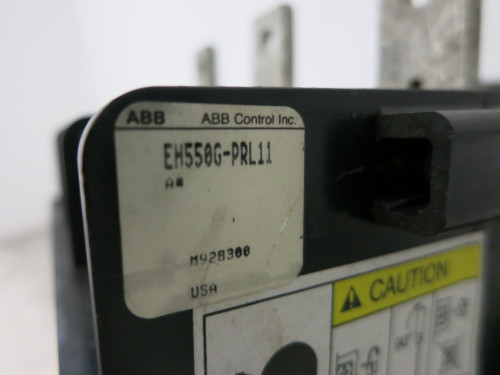 ABB ABB Control Inc.
EH550G-PRL11
A#
M928300
USA
CAUTION